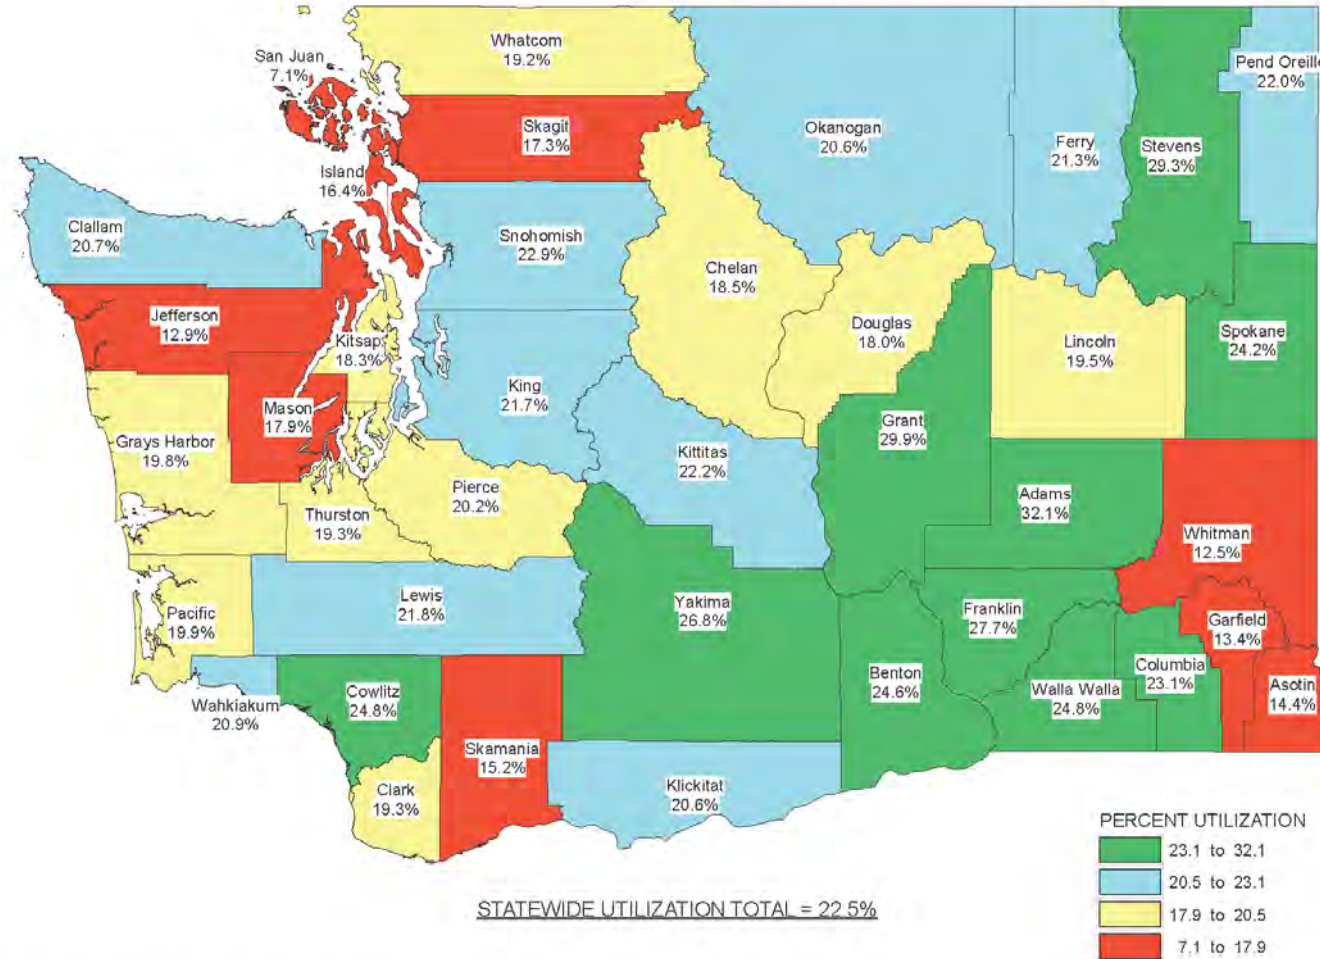 Whatcom
19.2%
San Juan
7.1%
Skagit
17.3%
Island
16.4%
Okanogan
20.6%
Ferry
21.3%
Stevens
29.3%
Pend Oreille
22.0%
Clallam
20.7%
Snohomish
22.9%
Chelan
18.5%
Jefferson
12.9%
Kitsap
18.3%
Douglas
18.0%
Lincoln
19.5%
Spokane
24.2%
King
21.7%
Mason
17.9%
Grant
29.9%
Grays Harbor
19.8%
Kittitas
22.2%
Pierce
20.2%
Adams
32.1%
Thurston
19.3%
Whitman
12.5%
Lewis
21.8%
Yakima
26.8%
Franklin
27.7%
Pacific
19.9%
Garfield
13.4%
Benton
24.6%
Columbia
23.1%
Walla Walla
24.8%
Asotin
14.4%
Cowlitz
24.8%
Wahkiakum
20.9%
Skamania
15.2%
Klickitat
20.6%
Clark
19.3%
PERCENT UTILIZATION
23.1 to 32.1
20.5 to 23.1
17.9 to 20.5
7.1 to 17.9
STATEWIDE UTILIZATION TOTAL = 22.5%